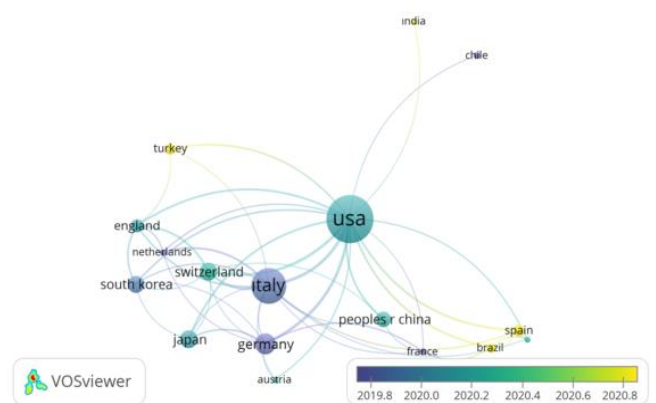 india
chile
turkey
usa
england
netherlands
switzerland
south korea
italy
peoples r china
spain
japan
germany
france
brazil
austria
VOSviewer
2019.8 2020.0 2020.2 2020.4 2020.6 2020.8